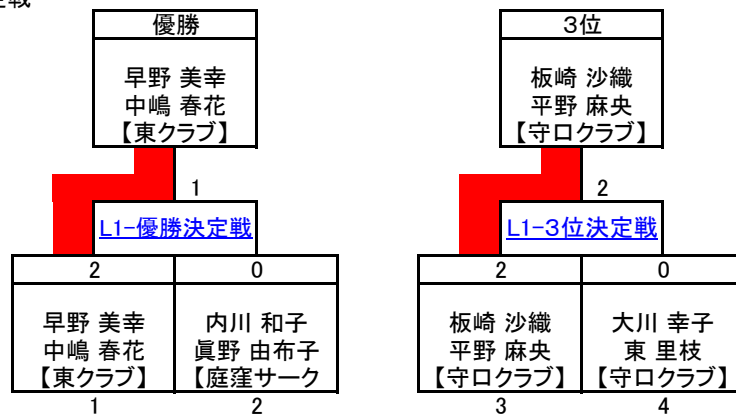 優勝
早野 美幸
中嶋 春花
【東クラブ】
1
L1-優勝決定戦
2 0
早野 美幸
中嶋 春花
【東クラブ】
内川 和子
眞野 由布子
【庭窪サーク
1 2
3位
板崎 沙織
平野 麻央
【守口クラブ】
2
L1-3位決定戦
2 0
板崎 沙織
平野 麻央
【守口クラブ】
大川 幸子
東 里枝
【守口クラブ】
3 4